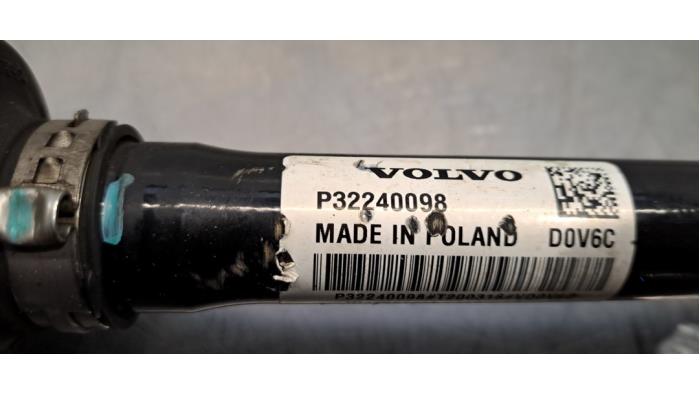 VOLVO
P32240098
MADE IN POLAND D0V6C